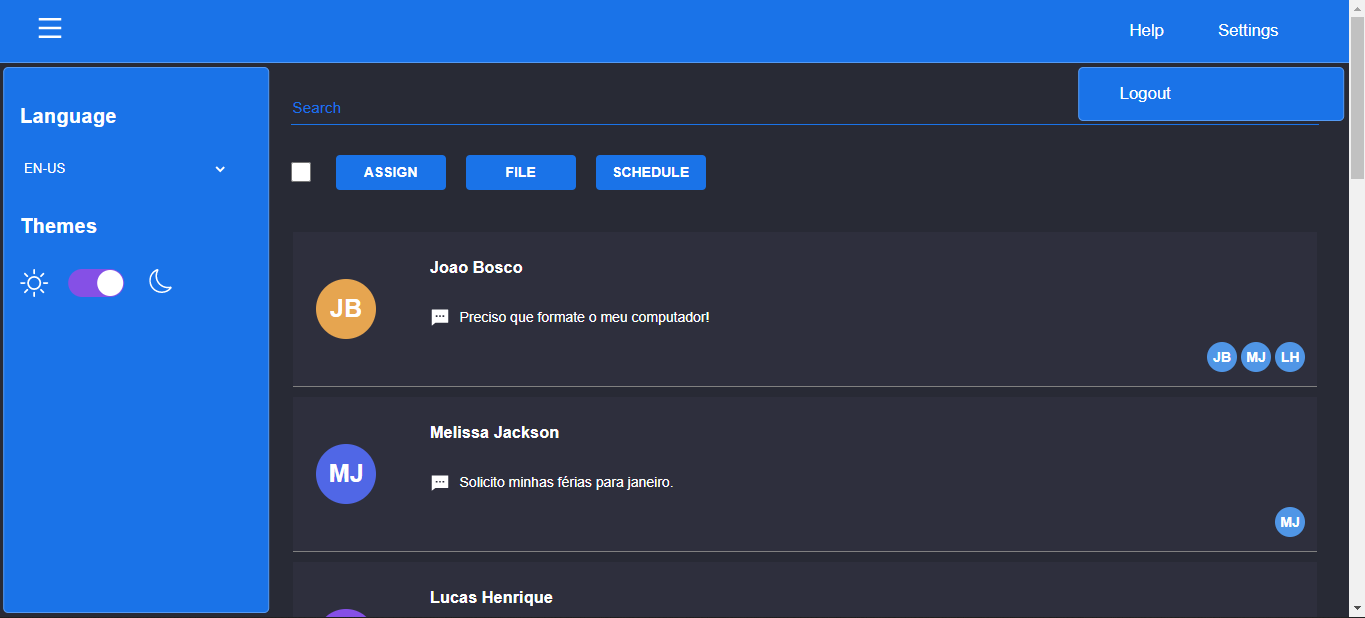 Help
Settings
Logout
Language
EN-US
Themes
Search
ASSIGN
FILE
SCHEDULE
Joao Bosco
JB
Preciso que formate o meu computador!
JB
MJ
LH
Melissa Jackson
MJ
Solicito minhas férias para janeiro.
MJ
Lucas Henrique